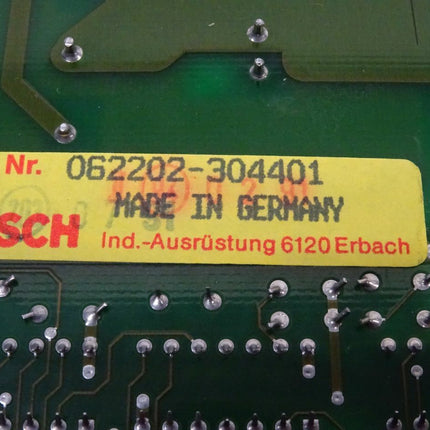 Nr. 062202-304401
MADE IN GERMANY
SCH Ind.-Ausrüstung 6120 Erbach